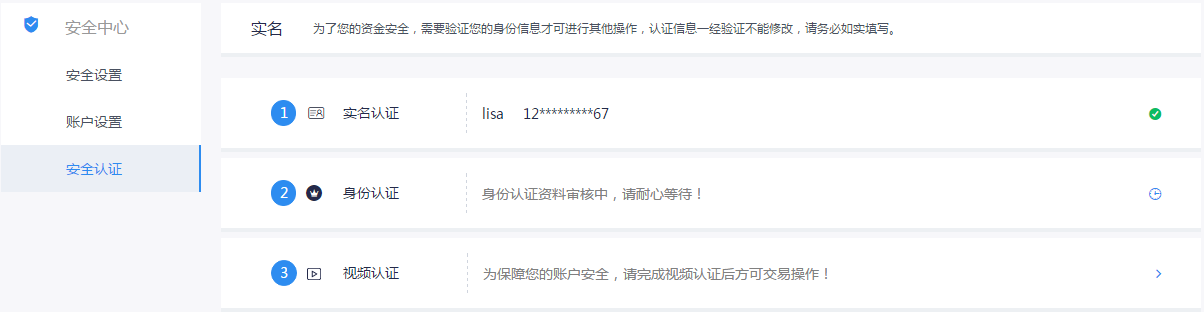 安全中心
安全设置
账户设置
安全认证
实名 为了您的资金安全，需要验证您的身份信息才可进行其他操作，认证信息一经验证不能修改，请务必如实填写。
1 实名认证 lisa 12*********67
2 身份认证 身份认证资料审核中，请耐心等待！
3 视频认证 为保障您的账户安全，请完成视频认证后方可交易操作！